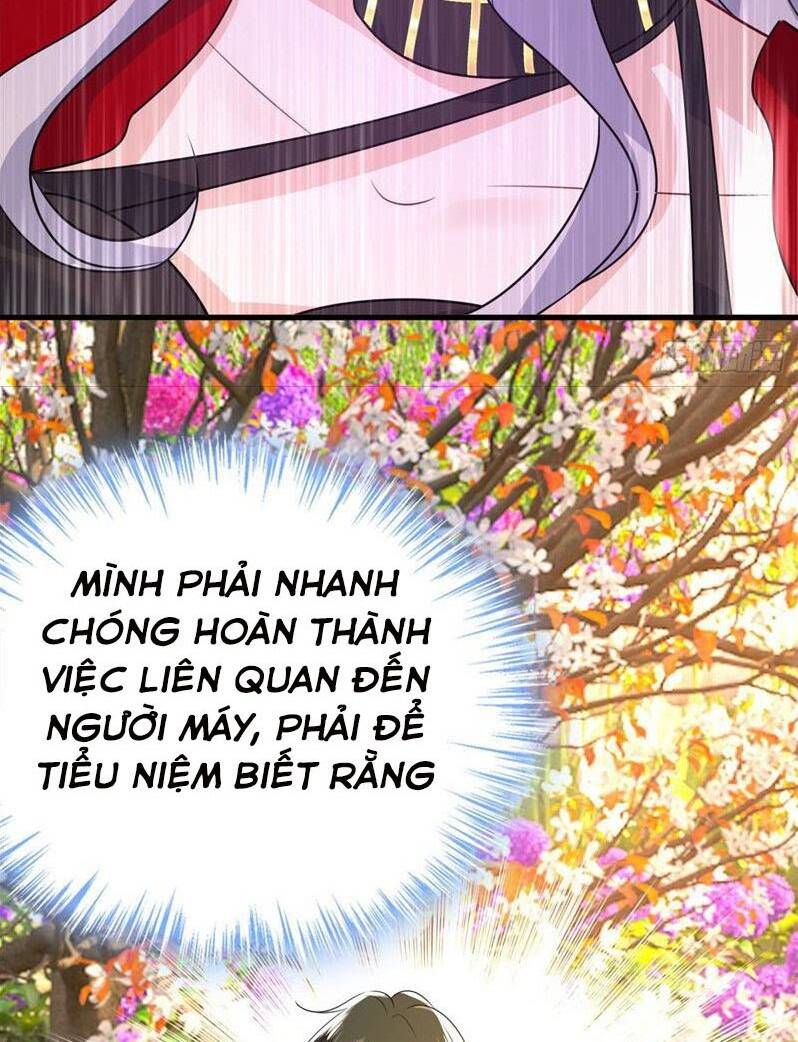 MÌNH PHẢI NHANH
CHÓNG HOÀN THÀNH
VIỆC LIÊN QUAN ĐẾN
NGƯỜI MÁY, PHẢI ĐỂ
TIỂU NIỆM BIẾT RẰNG